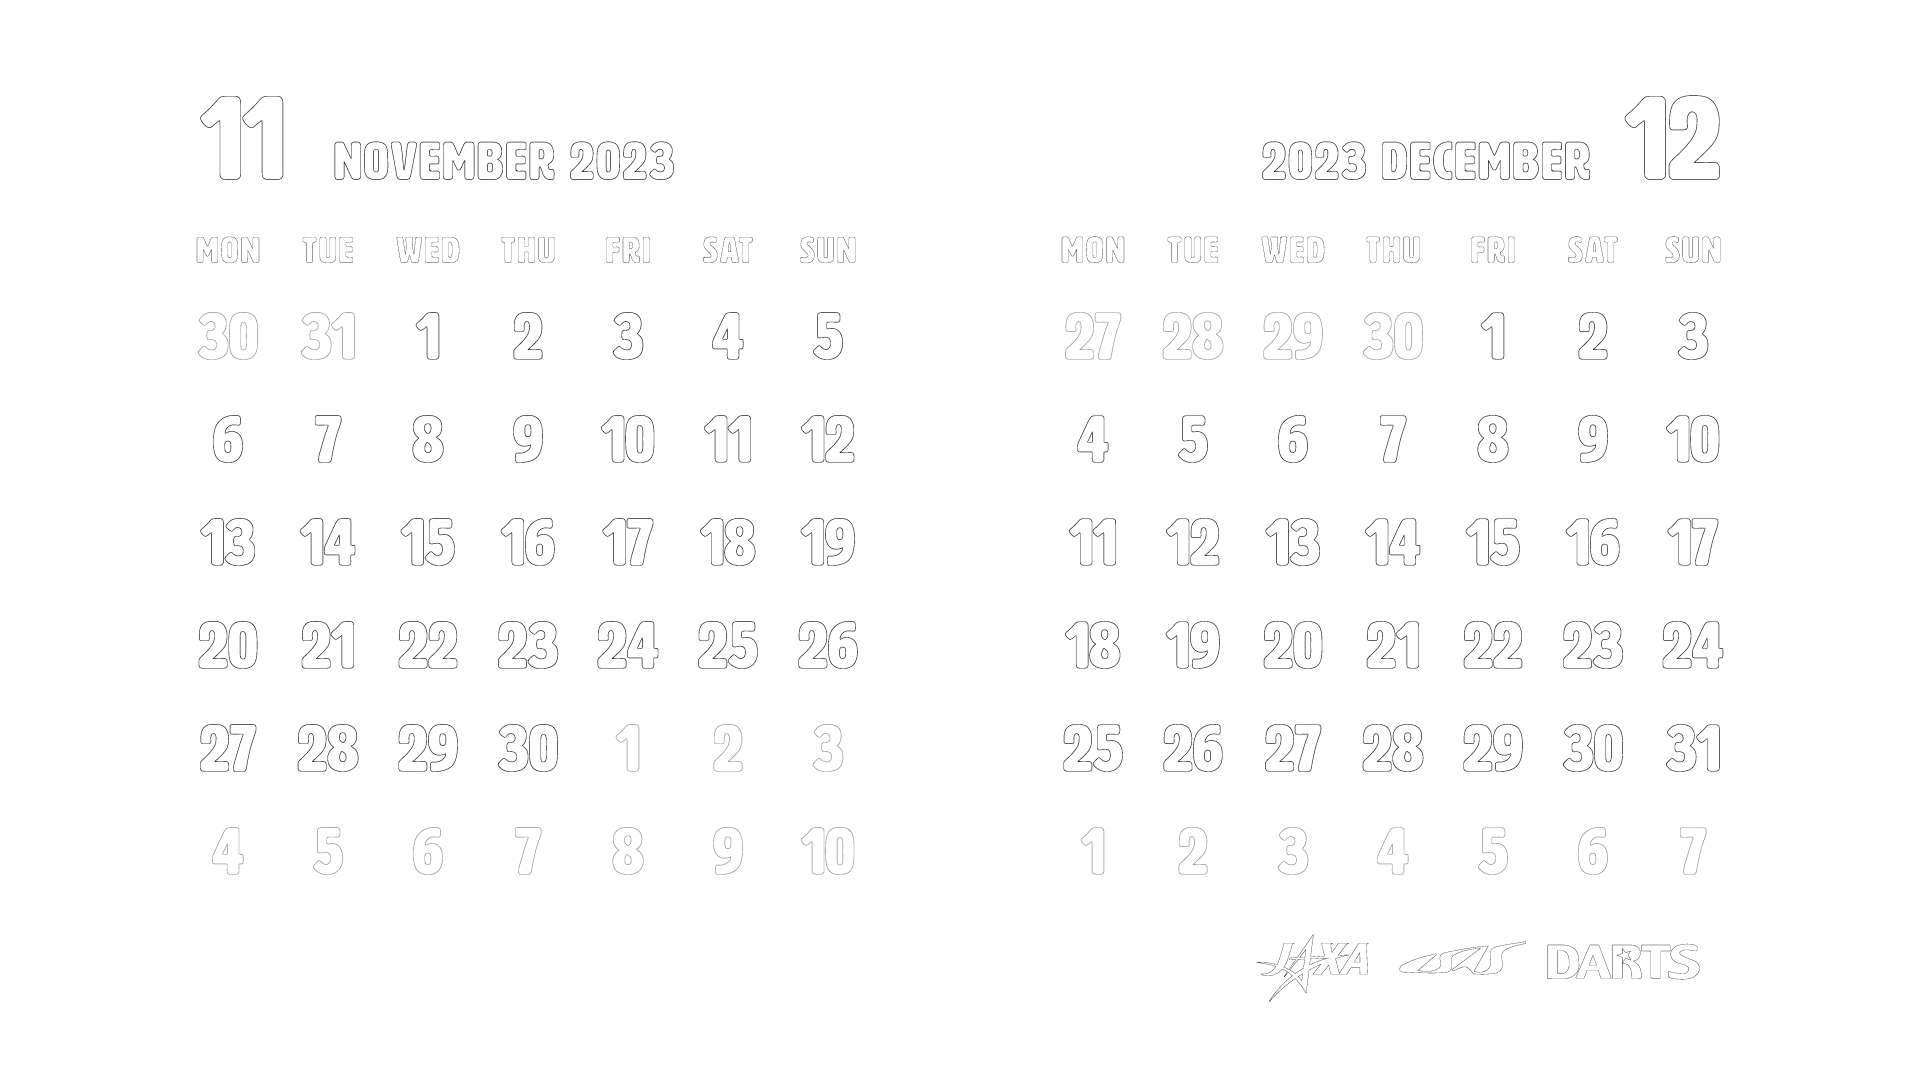 11 NOVEMBER 2023
MON TUE WED THU FRI SAT SUN
30 31 1 2 3 4 5
6 7 8 9 10 11 12
13 14 15 16 17 18 19
20 21 22 23 24 25 26
27 28 29 30 1 2 3
4 5 6 7 8 9 10
2023 DECEMBER 12
MON TUE WED THU FRI SAT SUN
27 28 29 30 1 2 3
4 5 6 7 8 9 10
11 12 13 14 15 16 17
18 19 20 21 22 23 24
25 26 27 28 29 30 31
1 2 3 4 5 6 7
JAXA ISAS DARTS